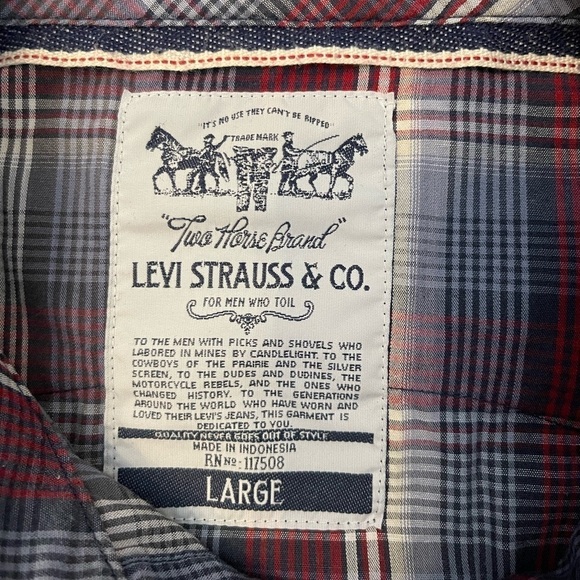 "IT'S NO USE THEY CAN'T BE RIPPED"
TRADE MARK
"Two Horse Brand"
LEVI STRAUSS & CO.
FOR MEN WHO TOIL
TO THE MEN WITH PICKS AND SHOVELS WHO
LABORED IN MINES BY CANDLELIGHT. TO THE
COWBOYS OF THE PRAIRIE AND THE SILVER
SCREEN, TO THE DUDES AND DUDINES, THE
MOTORCYCLE REBELS, AND THE ONES WHO
CHANGED HISTORY. TO THE GENERATIONS
AROUND THE WORLD WHO HAVE WORN AND
LOVED THEIR LEVI'S JEANS, THIS GARMENT IS
DEDICATED TO YOU.
QUALITY NEVER GOES OUT OF STYLE
MADE IN INDONESIA
RN No: 117508
LARGE